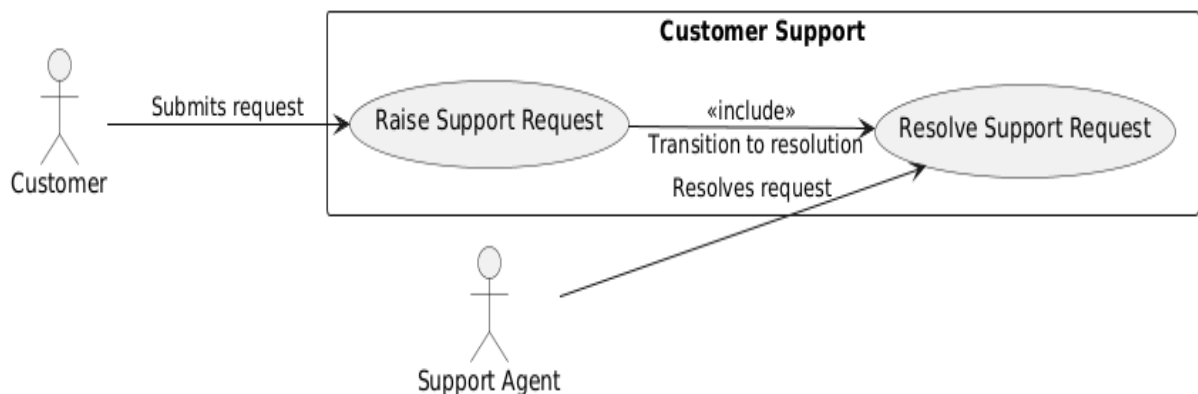 Customer Support
Submits request
Raise Support Request
«include»
Transition to resolution
Resolve Support Request
Customer
Resolves request
Support Agent